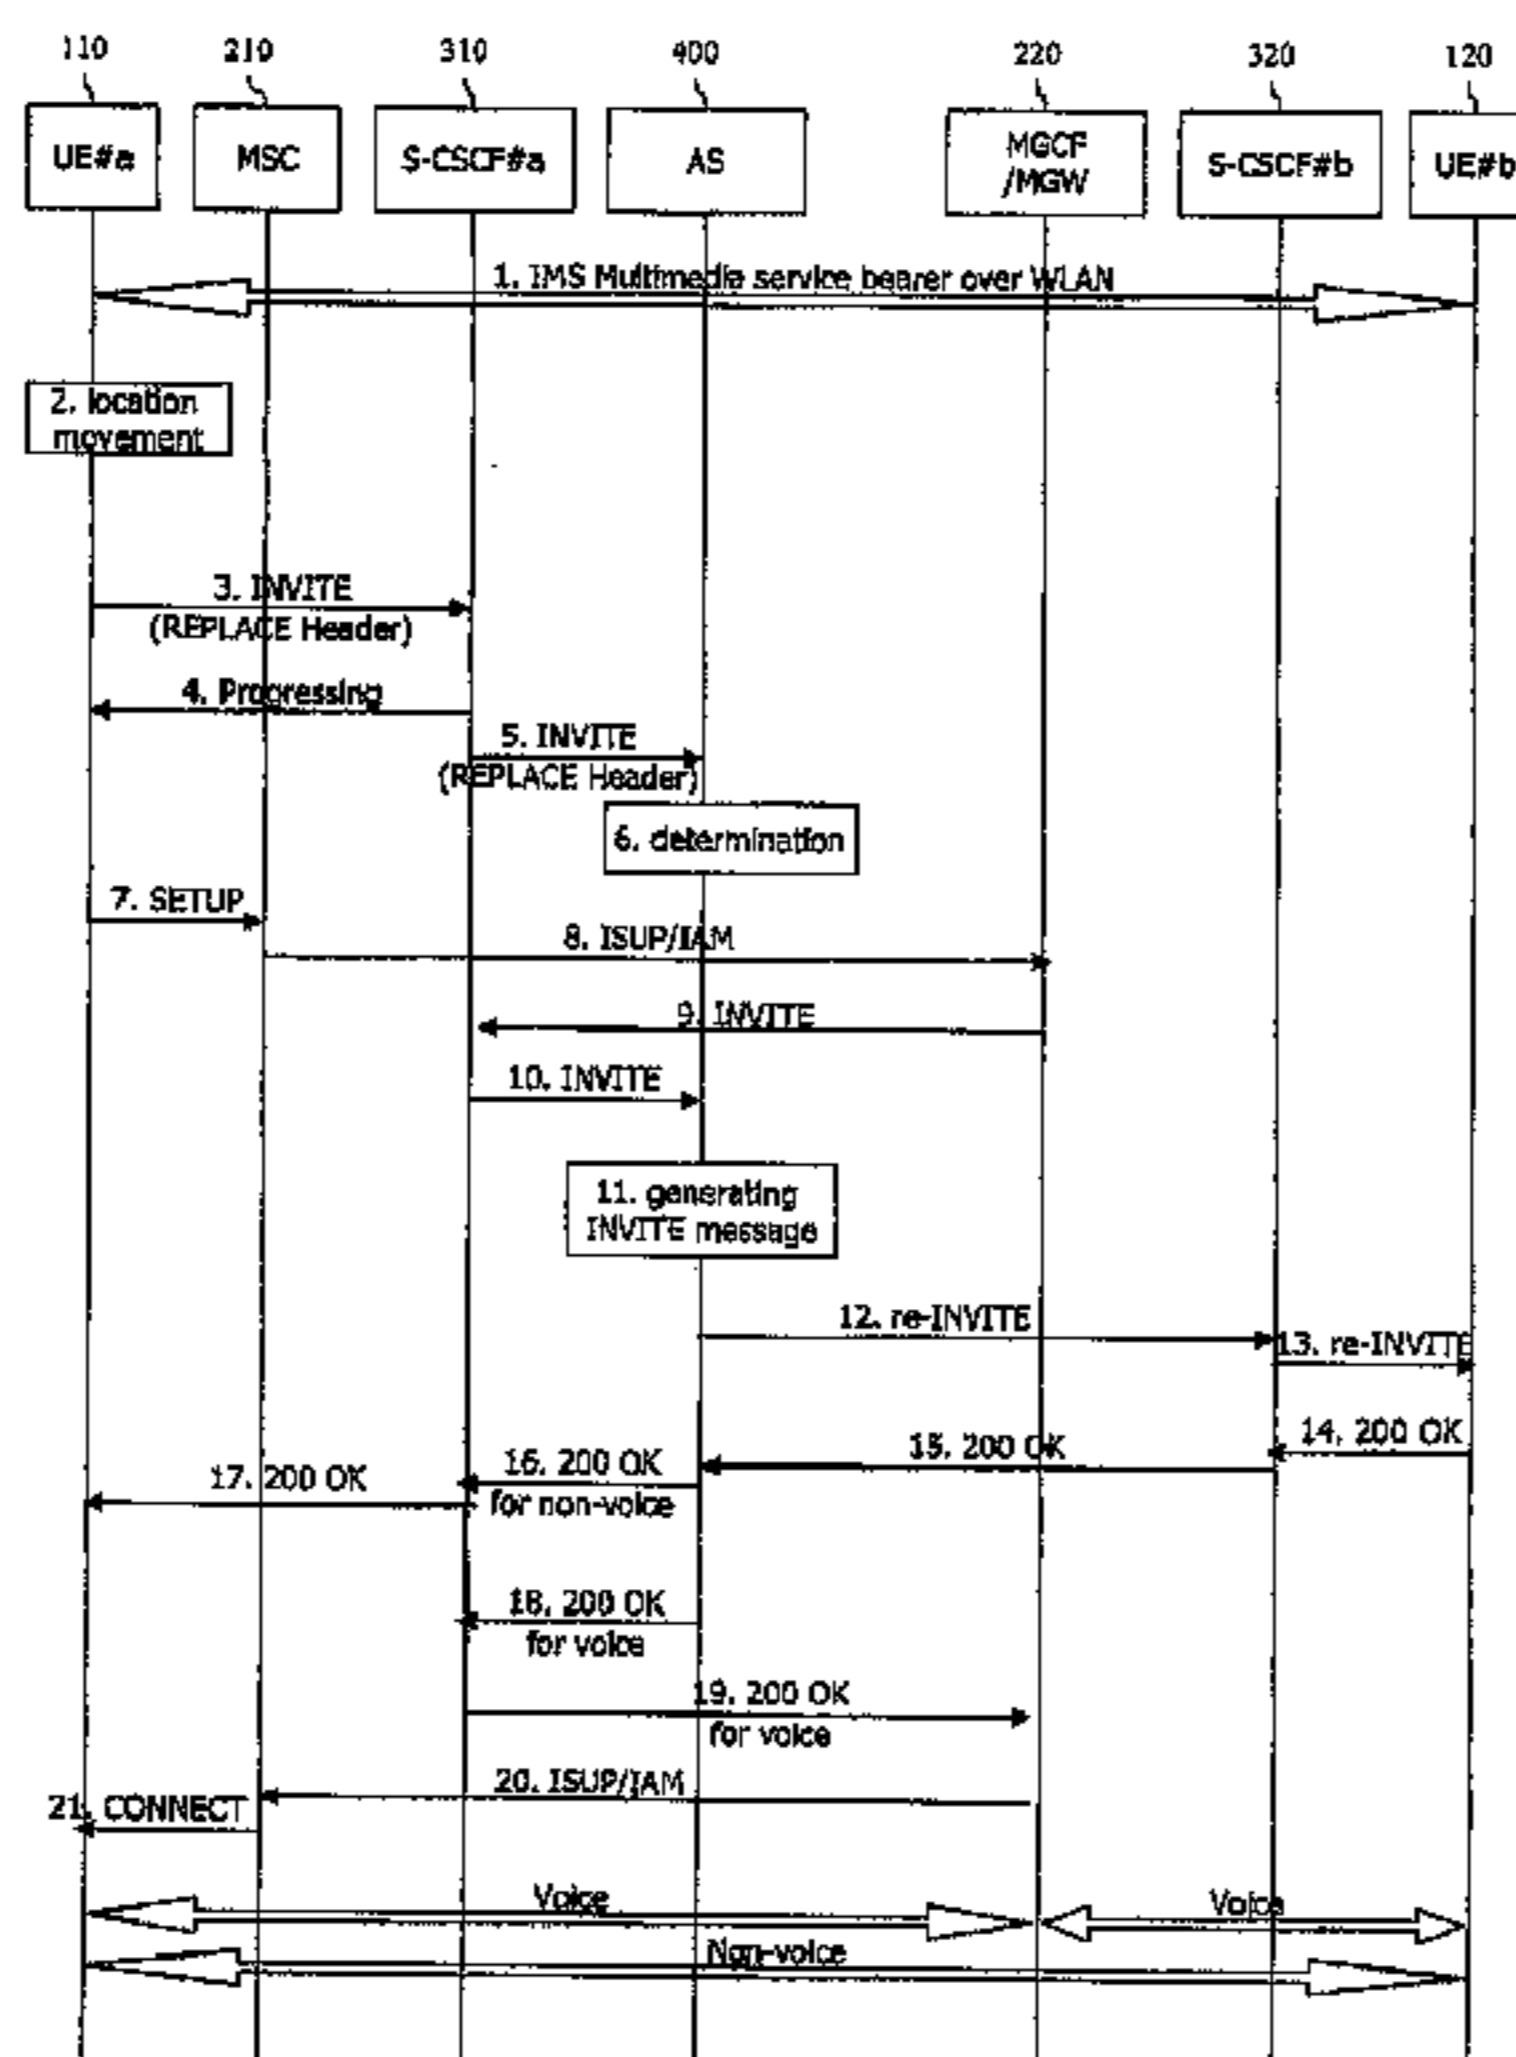 110 210 310 400 220 320 120
UE#a MSC S-CSCF#a AS MGCF /MGW S-CSCF#b UE#b
1. IMS Multimedia service bearer over WLAN
2. location
movement
3. INVITE
(REPLACE Header)
4. Progressing
5. INVITE
(REPLACE Header)
6. determination
7. SETUP
8. ISUP/IAM
9. INVITE
10. INVITE
11. generating
INVITE message
12. re-INVITE
13. re-INVITE
14. 200 OK
15. 200 OK
16. 200 OK
for non-voice
17. 200 OK
18. 200 OK
for voice
19. 200 OK
for voice
20. ISUP/IAM
21. CONNECT
Voice Voice
Non-voice